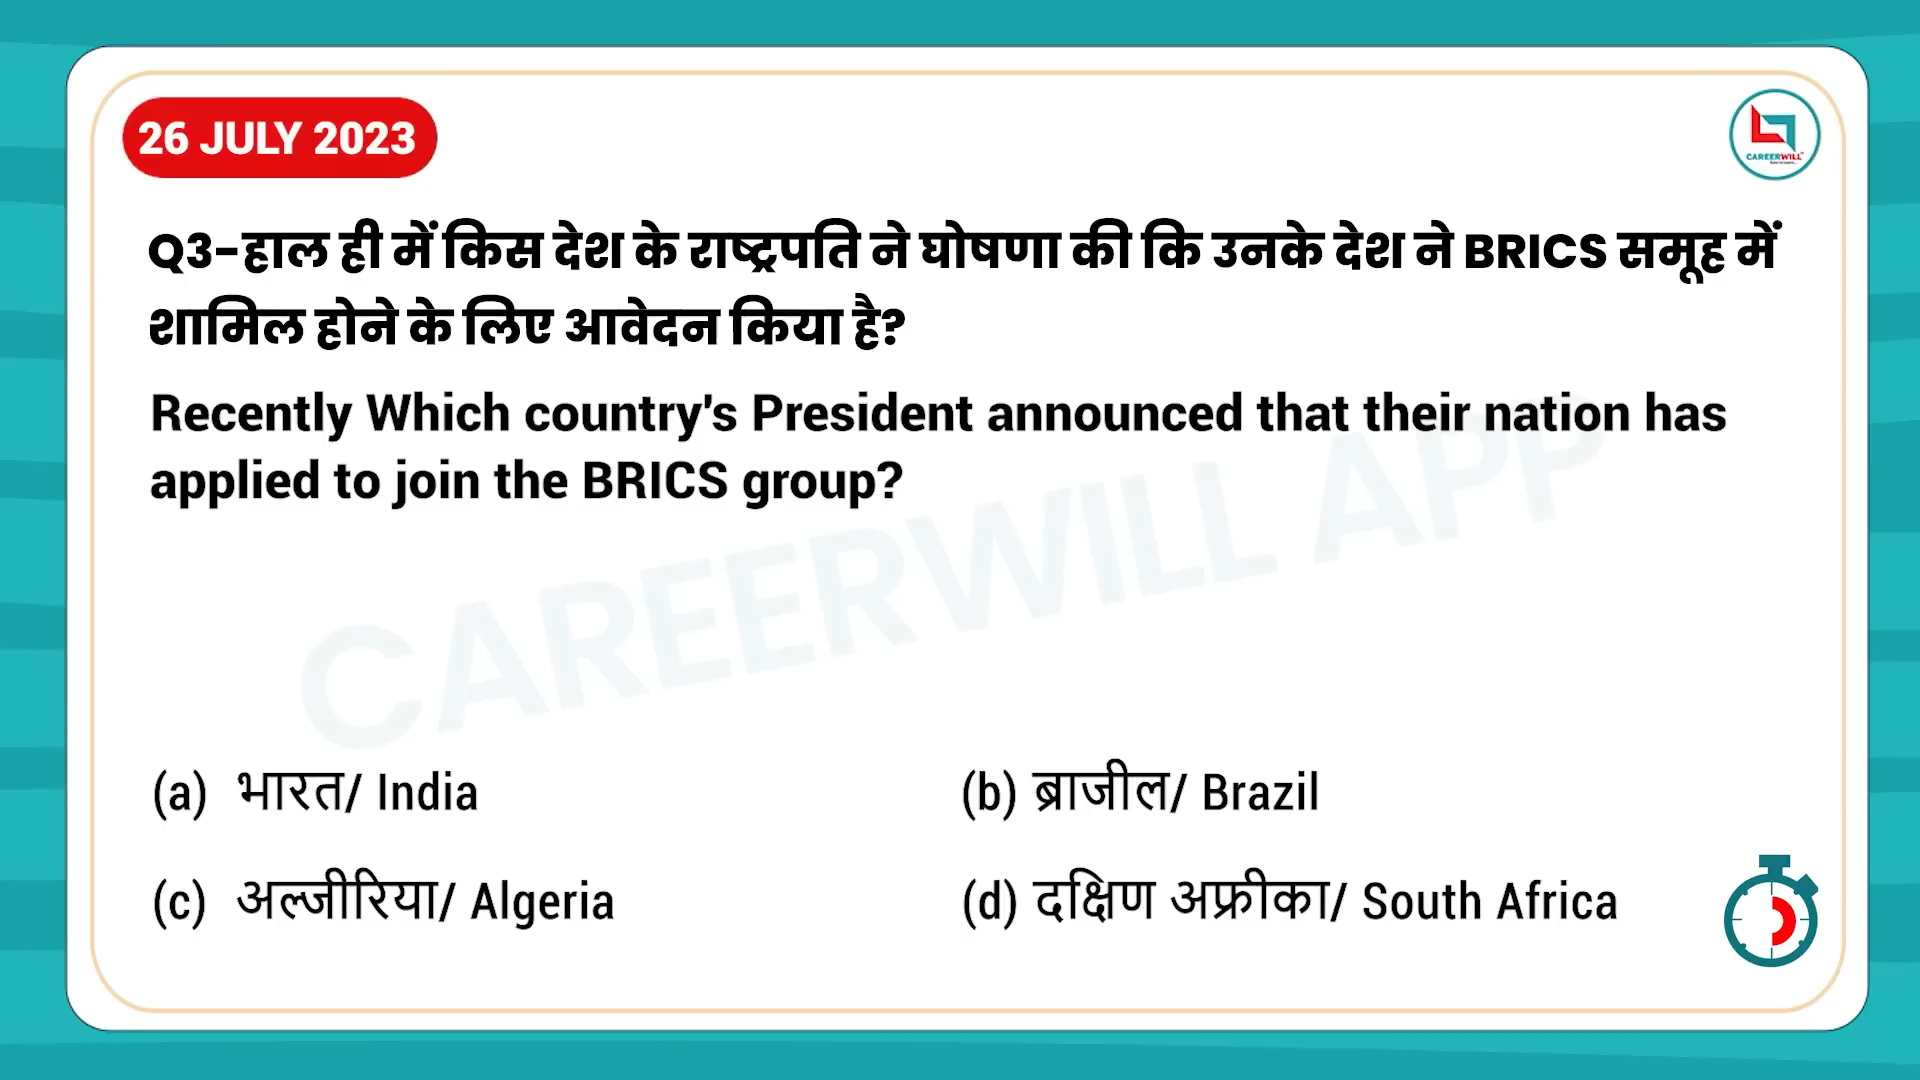 26 JULY 2023
CAREERWILL
Q3-हाल ही में किस देश के राष्ट्रपति ने घोषणा की कि उनके देश ने BRICS समूह में
शामिल होने के लिए आवेदन किया है?
Recently Which country's President announced that their nation has
applied to join the BRICS group?
CAREERWILL APP
(a) भारत/ India
(b) ब्राजील/ Brazil
(c) अल्जीरिया/ Algeria
(d) दक्षिण अफ्रीका/ South Africa